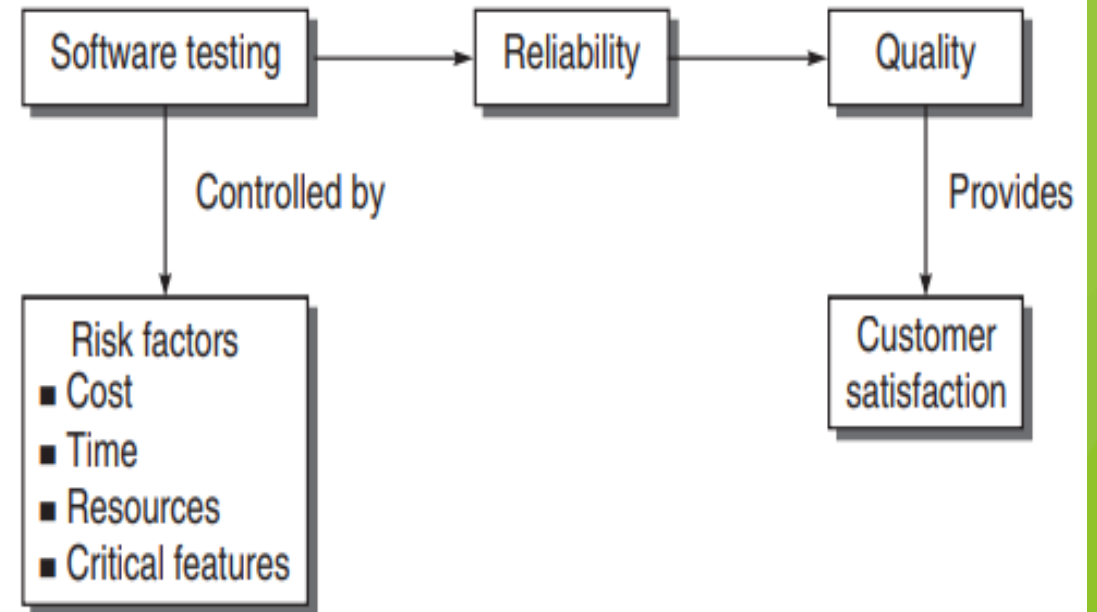 Software testing
Reliability
Quality
Controlled by
Provides
Risk factors
▪ Cost
▪ Time
▪ Resources
▪ Critical features
Customer
satisfaction